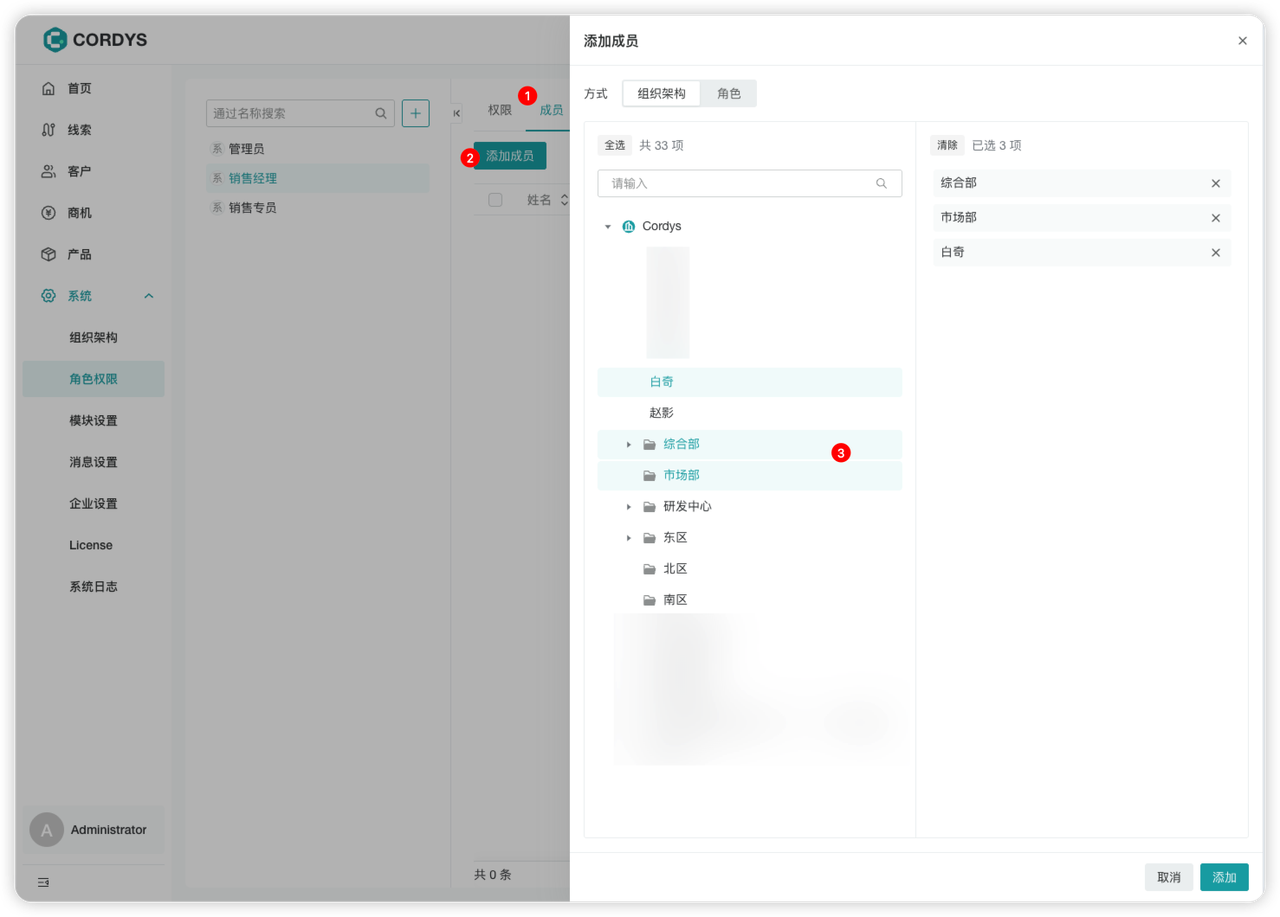 CORDYS
首页
线索
客户
商机
产品
系统
组织架构
角色权限
模块设置
消息设置
企业设置
License
系统日志
A
Administrator
通过名称搜索
系 管理员
系 销售经理
系 销售专员
权限
1
成员
2
添加成员
姓名
共 0 条
添加成员
方式
组织架构
角色
全选 共 33 项
请输入
Cordys
白奇
赵影
综合部
3
市场部
研发中心
东区
北区
南区
清除 已选 3 项
综合部
市场部
白奇
取消
添加